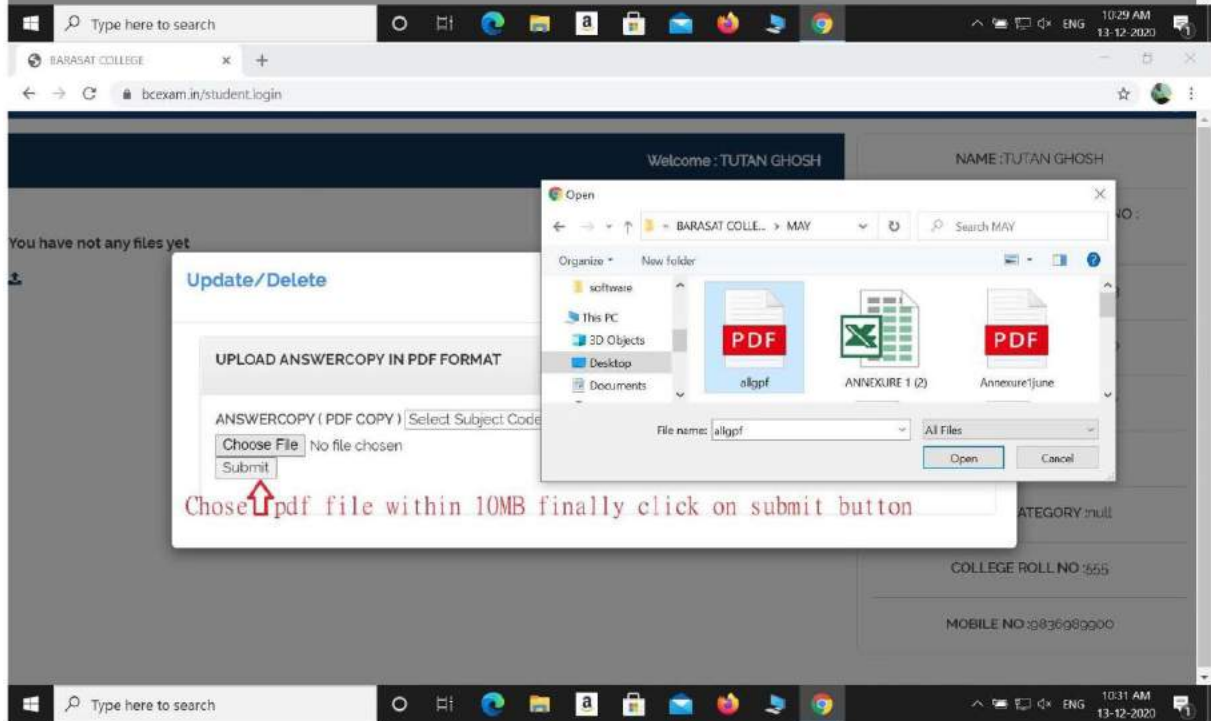 Type here to search
ENG
10:29 AM
13-12-2020
BARASAT COLLEGE
bcexam.in/student.login
Welcome : TUTAN GHOSH
NAME :TUTAN GHOSH
NO :
You have not any files yet
Update/Delete
UPLOAD ANSWERCOPY IN PDF FORMAT
ANSWERCOPY ( PDF COPY ) Select Subject Code
Choose File No file chosen
Submit
Chose pdf file within 10MB finally click on submit button
Open
BARASAT COLLE... > MAY
Search MAY
Organize
New folder
software
This PC
3D Objects
Desktop
Documents
PDF
allgpf
ANNEXURE 1 (2)
PDF
Annexure1june
File name: allgpf
All Files
Open
Cancel
ATEGORY :null
COLLEGE ROLL NO :555
MOBILE NO :9836989900
Type here to search
ENG
10:31 AM
13-12-2020